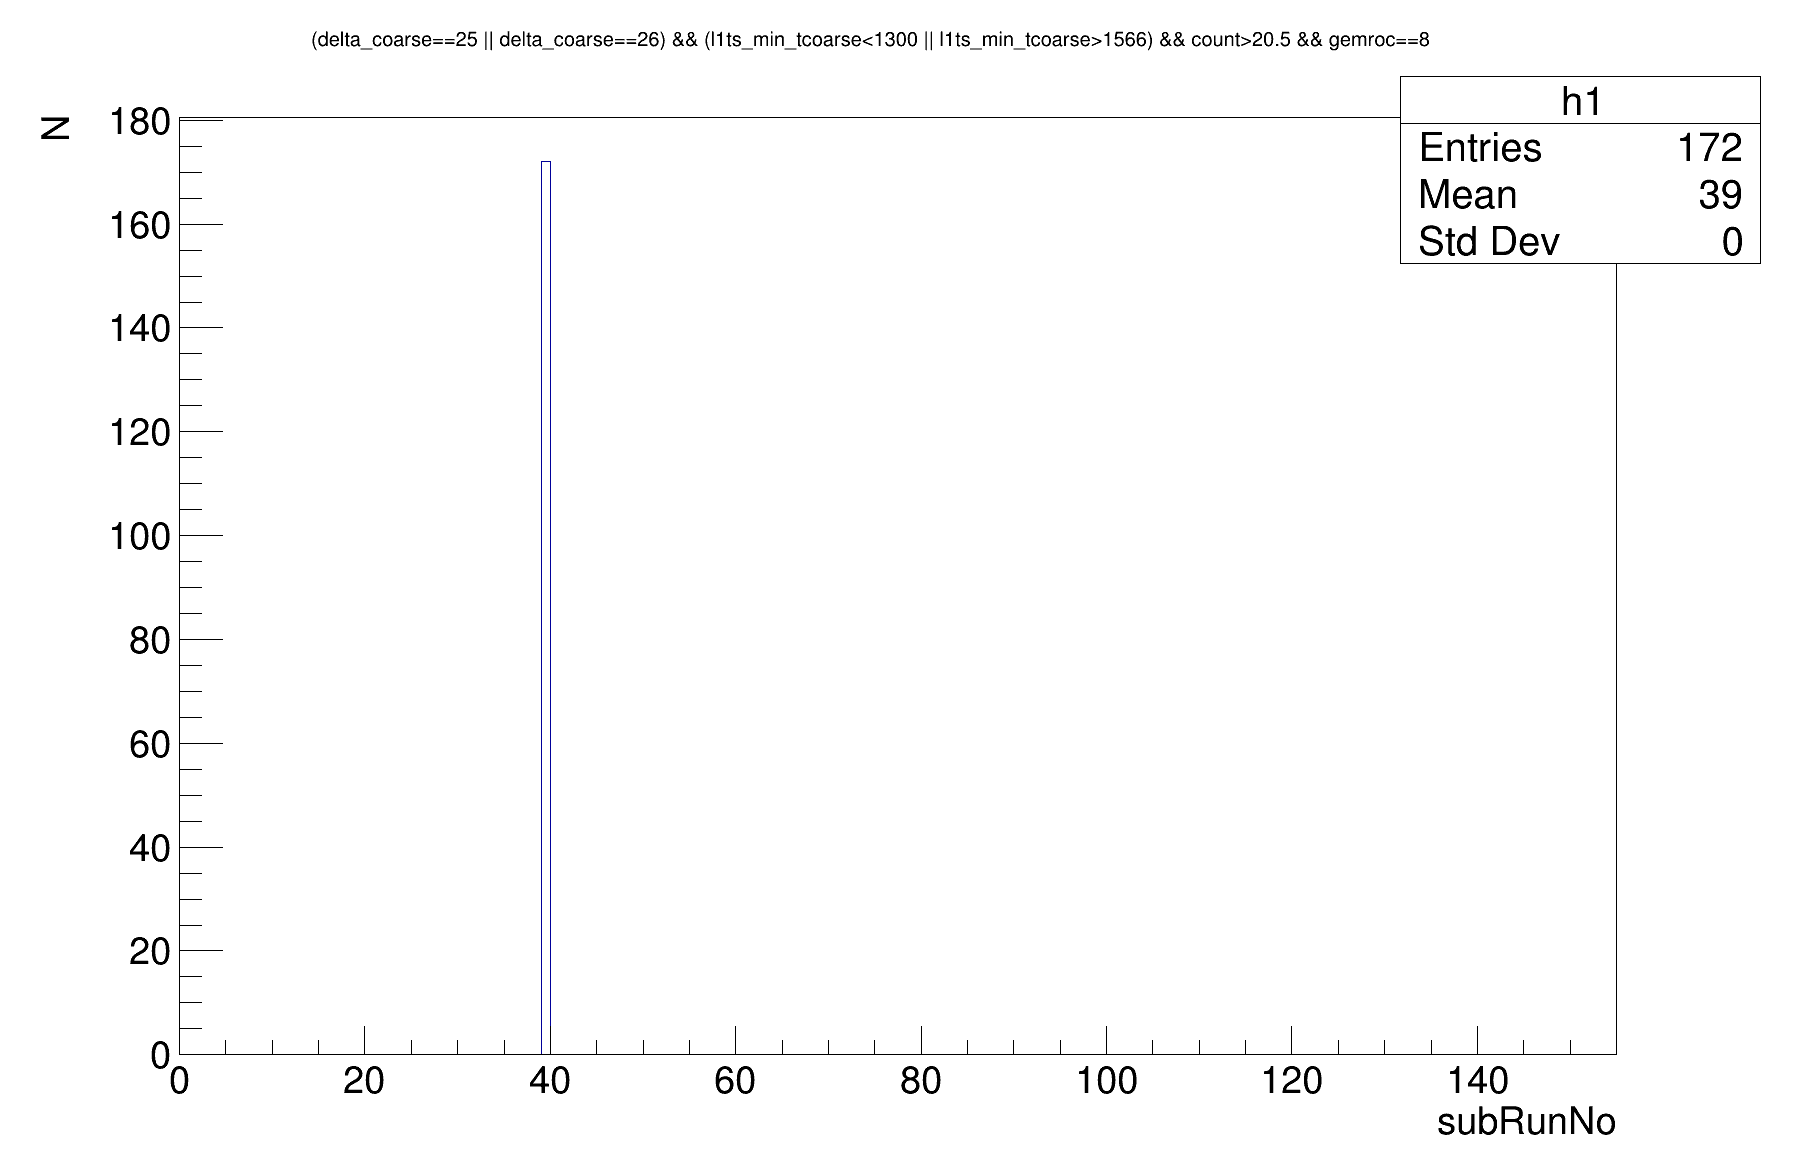 (delta_coarse==25 || delta_coarse==26) && (l1ts_min_tcoarse<1300 || l1ts_min_tcoarse>1566) && count>20.5 && gemroc==8
h1
Entries 172
Mean 39
Std Dev 0
N
180
160
140
120
100
80
60
40
20
0
0 20 40 60 80 100 120 140
subRunNo